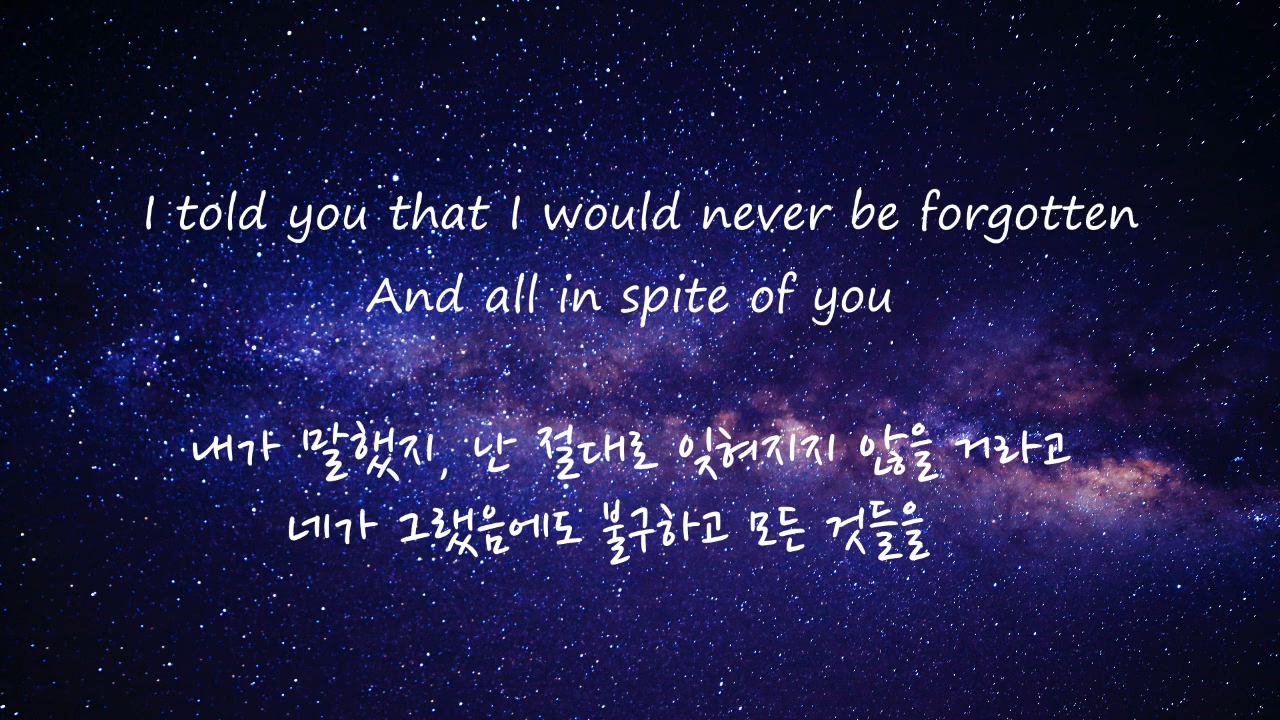 I told you that I would never be forgotten
And all in spite of you
내가 말했지, 난 절대로 잊혀지지 않을 거라고
네가 그랬음에도 불구하고 모든 것들을